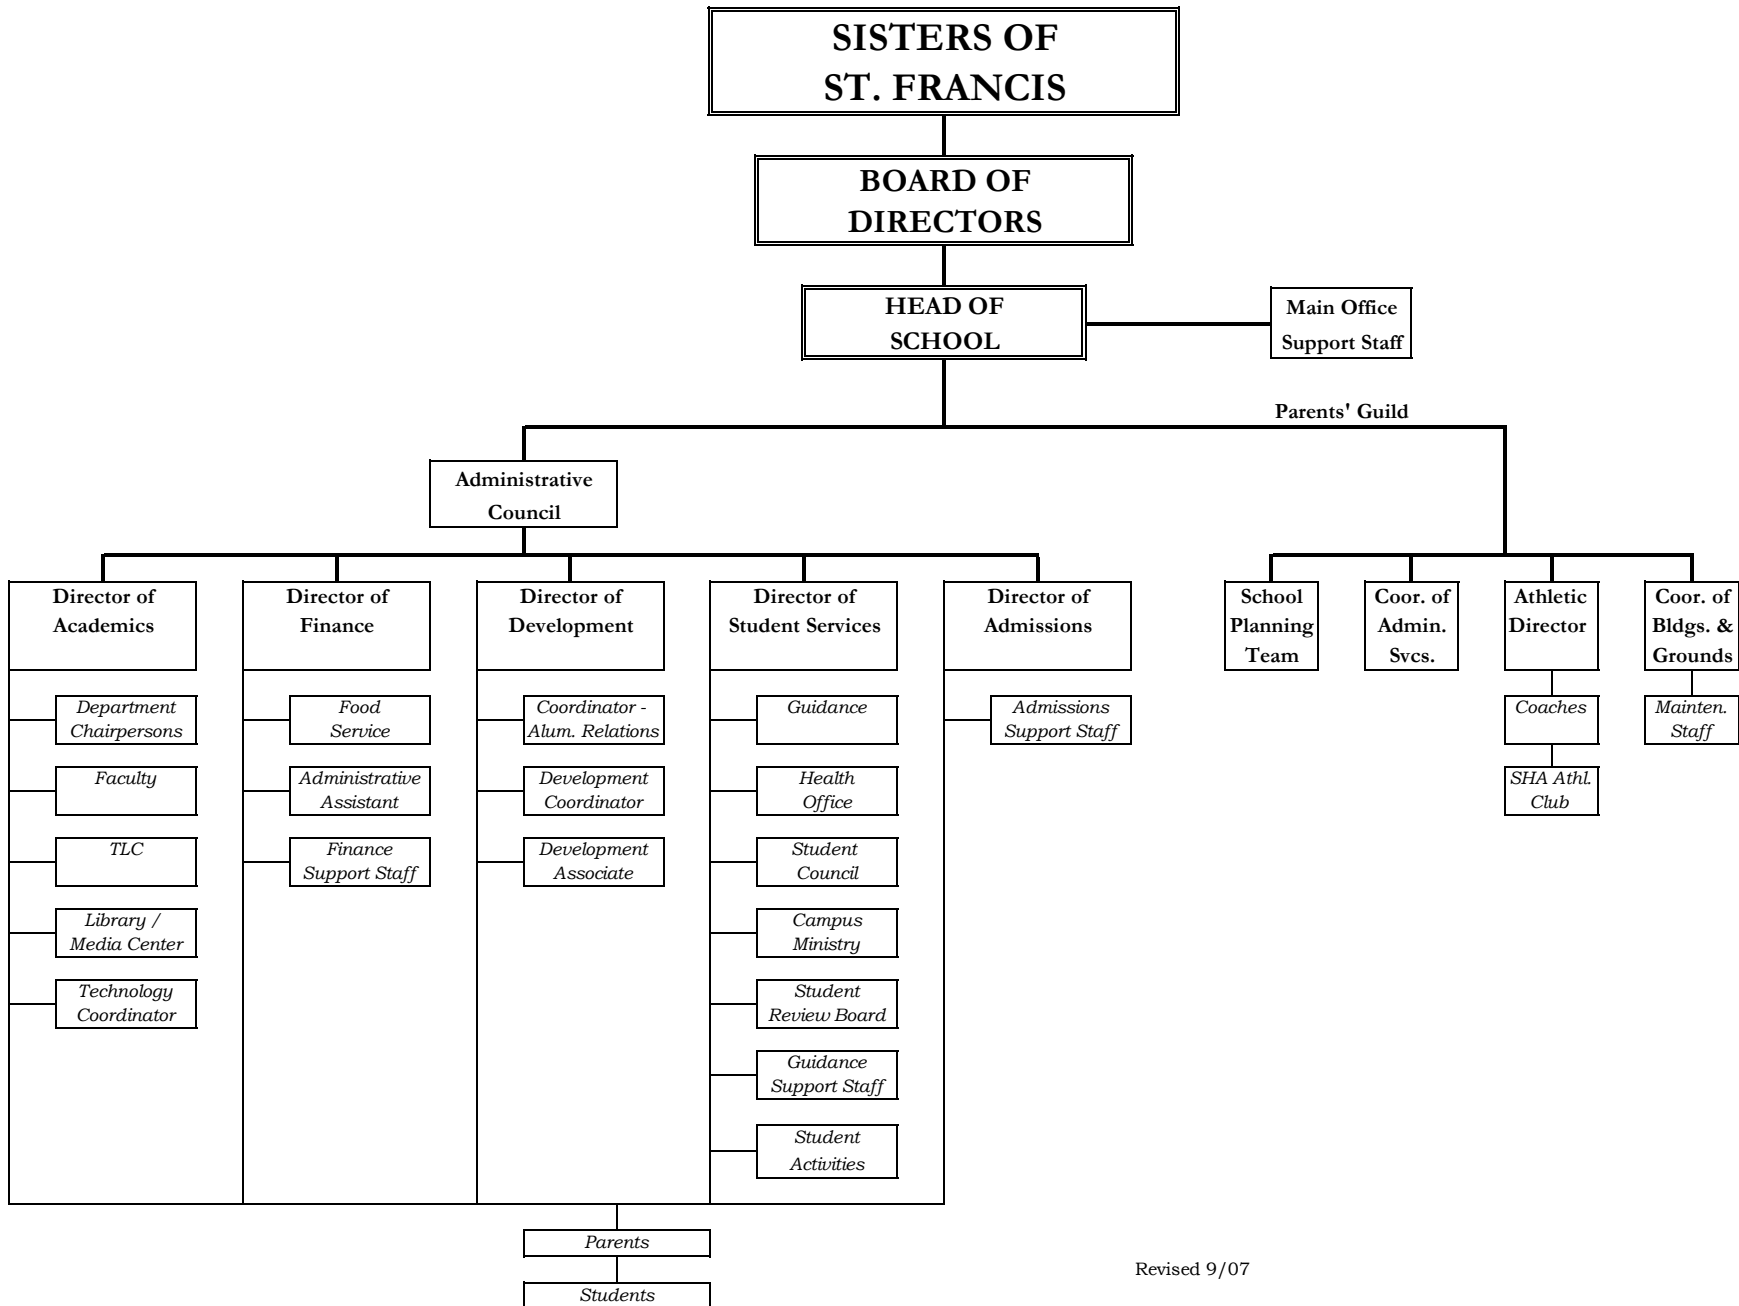 SISTERS OF
ST. FRANCIS
BOARD OF
DIRECTORS
HEAD OF
SCHOOL
Main Office
Support Staff
Parents' Guild
Administrative
Council
Director of
Academics
Director of
Finance
Director of
Development
Director of
Student Services
Director of
Admissions
School
Planning
Team
Coor. of
Admin.
Svcs.
Athletic
Director
Coor. of
Bldgs. &
Grounds
Department
Chairpersons
Faculty
TLC
Library /
Media Center
Technology
Coordinator
Food
Service
Administrative
Assistant
Finance
Support Staff
Coordinator -
Alum. Relations
Development
Coordinator
Development
Associate
Guidance
Health
Office
Student
Council
Campus
Ministry
Student
Review Board
Guidance
Support Staff
Student
Activities
Admissions
Support Staff
Coaches
SHA Athl.
Club
Mainten.
Staff
Parents
Students
Revised 9/07